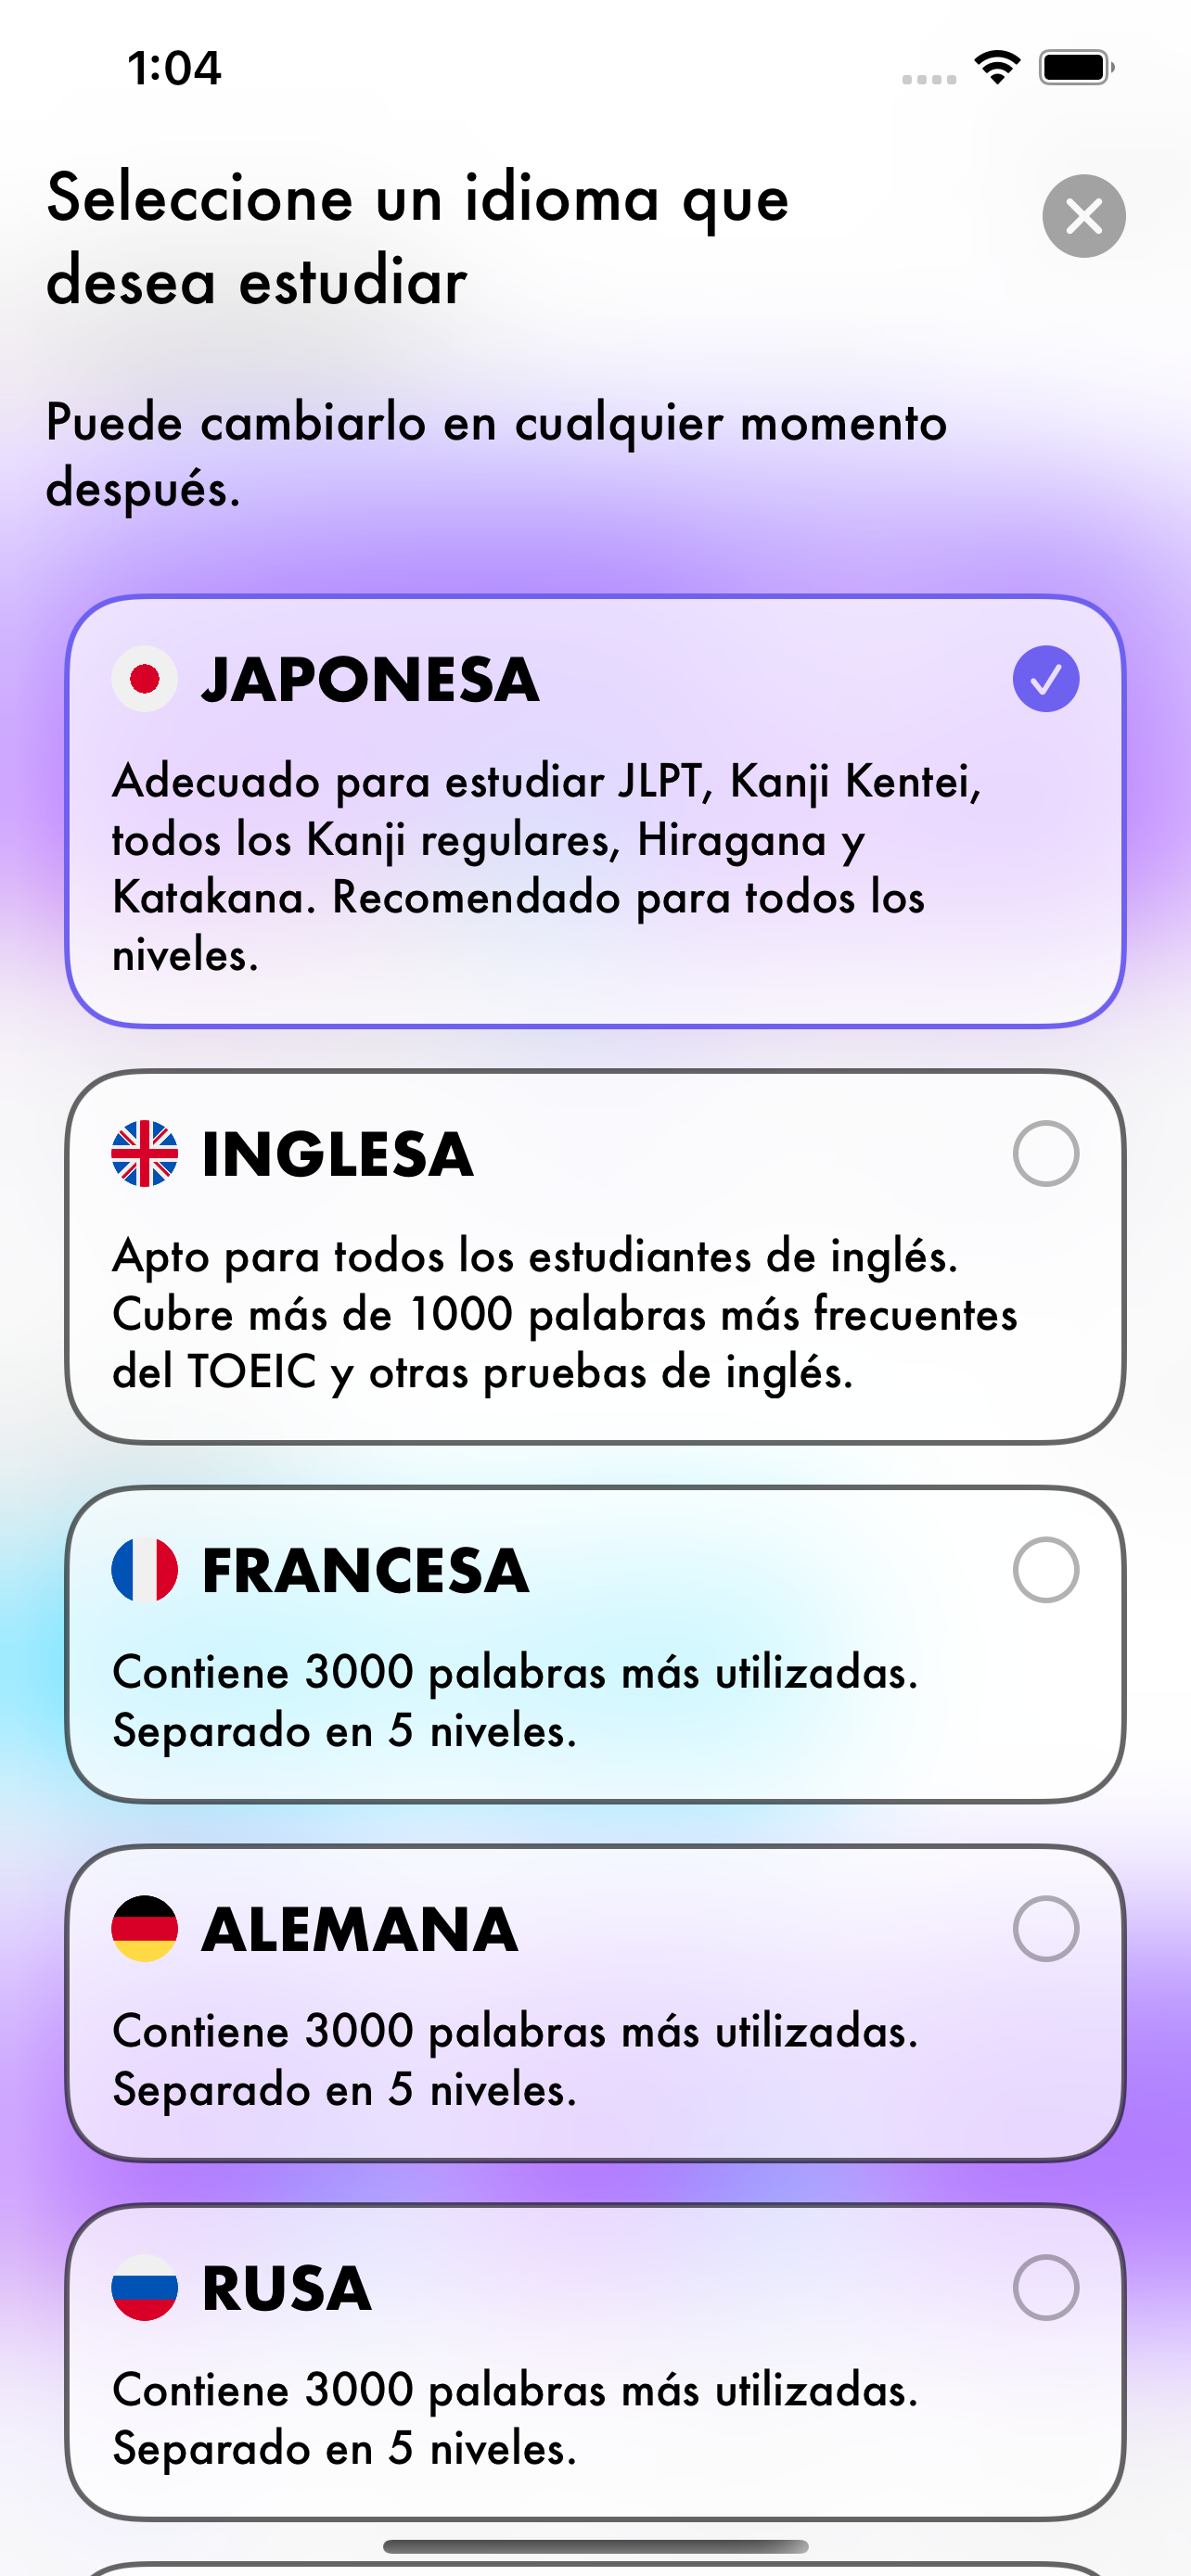 1:04
Seleccione un idioma que
desea estudiar
Puede cambiarlo en cualquier momento
después.
JAPONESA
Adecuado para estudiar JLPT, Kanji Kentei,
todos los Kanji regulares, Hiragana y
Katakana. Recomendado para todos los
niveles.
INGLESA
Apto para todos los estudiantes de inglés.
Cubre más de 1000 palabras más frecuentes
del TOEIC y otras pruebas de inglés.
FRANCESA
Contiene 3000 palabras más utilizadas.
Separado en 5 niveles.
ALEMANA
Contiene 3000 palabras más utilizadas.
Separado en 5 niveles.
RUSA
Contiene 3000 palabras más utilizadas.
Separado en 5 niveles.